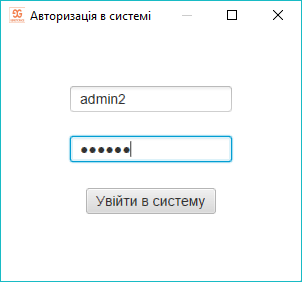 Авторизація в системі
admin2
●●●●●●
Увійти в систему